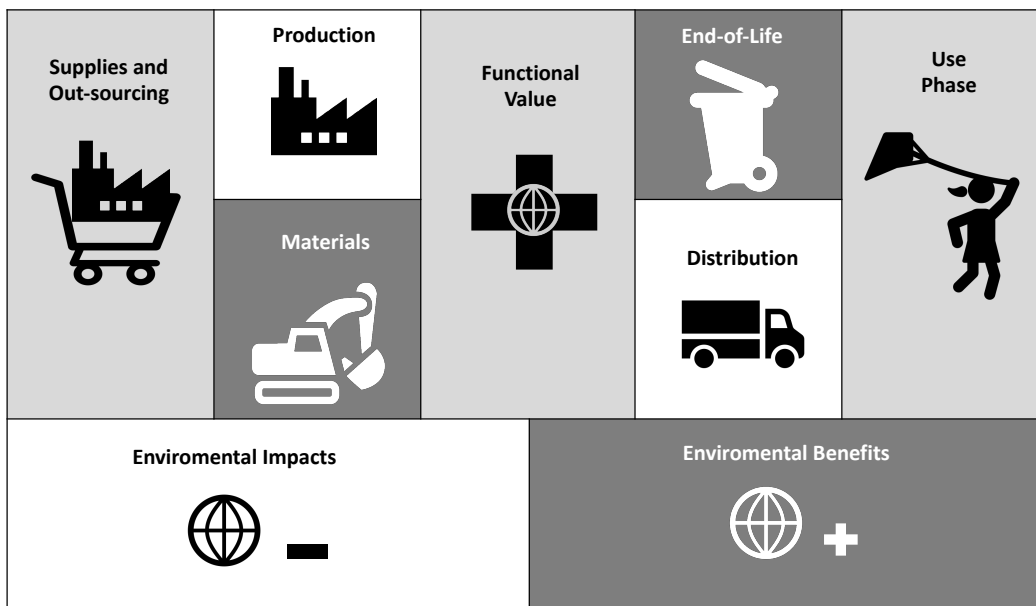 Supplies and
Out-sourcing
Production
Materials
Functional
Value
End-of-Life
Distribution
Use
Phase
Enviromental Impacts
Enviromental Benefits